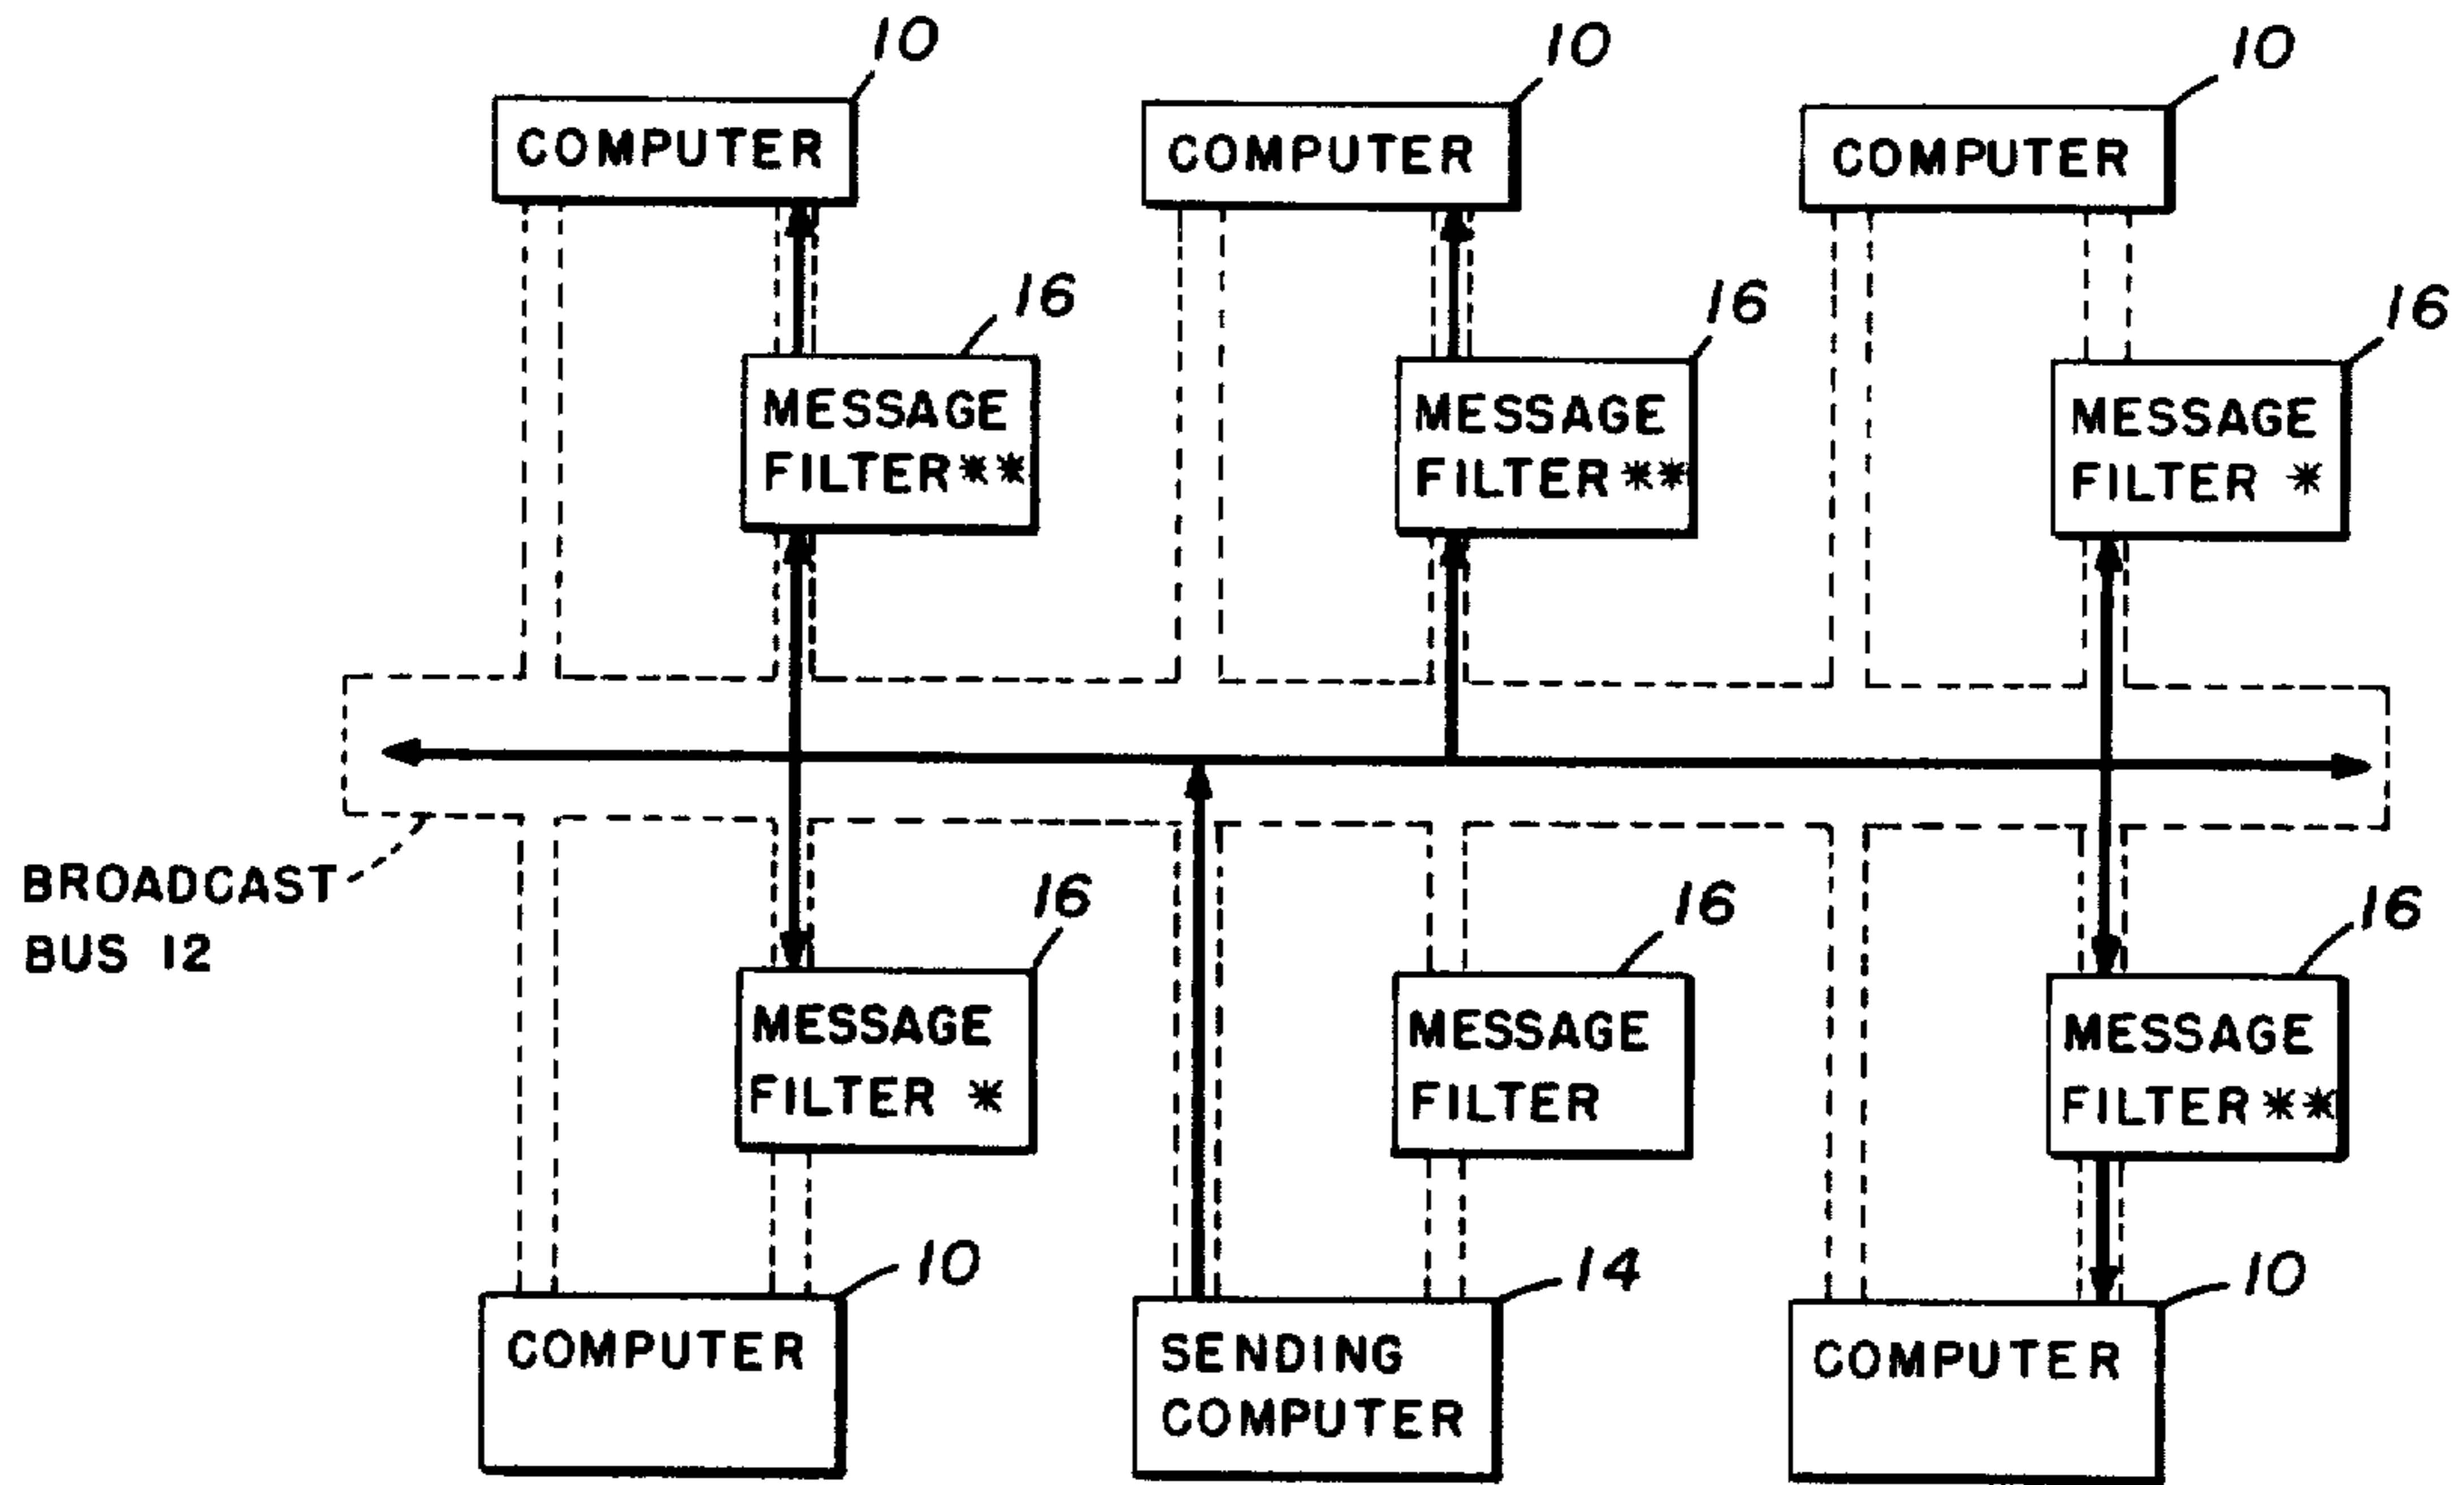 10
10
10
COMPUTER
COMPUTER
COMPUTER
16
16
16
MESSAGE
FILTER**
MESSAGE
FILTER**
MESSAGE
FILTER *
BROADCAST
BUS 12
16
16
16
MESSAGE
FILTER *
MESSAGE
FILTER
MESSAGE
FILTER**
10
14
10
COMPUTER
SENDING
COMPUTER
COMPUTER